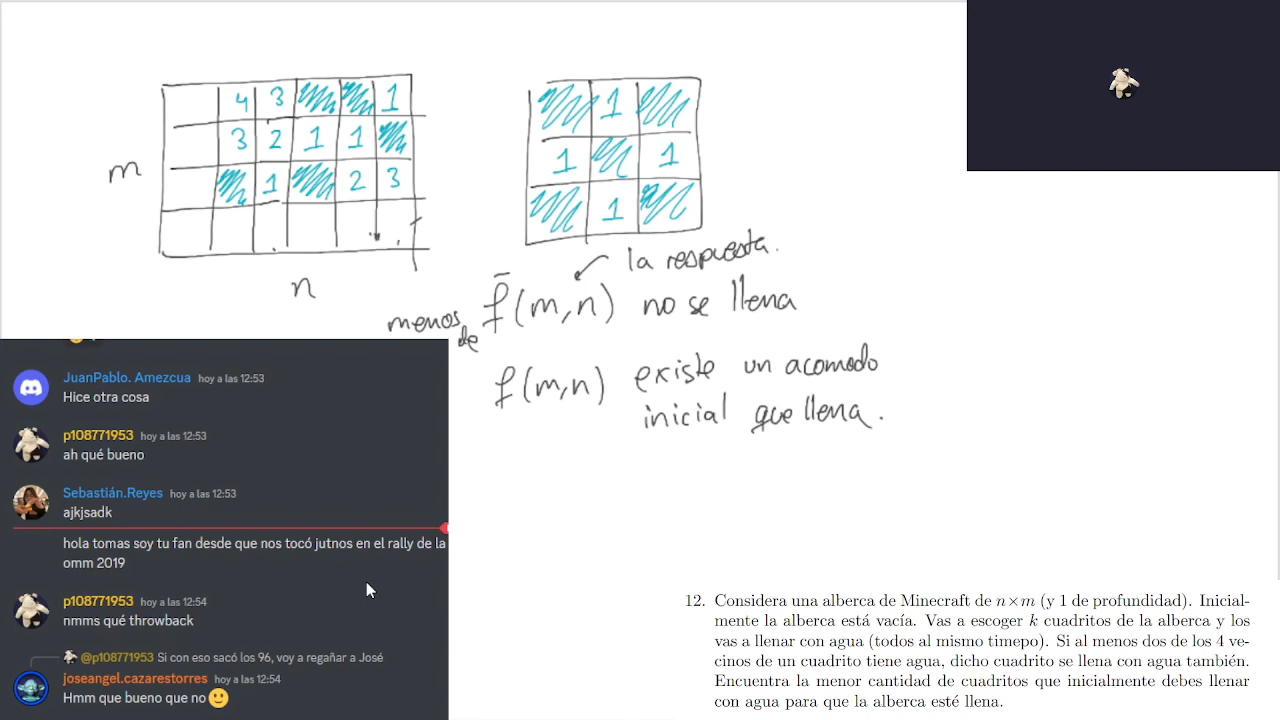 4 3 1
3 2 1 1
1 2 3
m
n
1
1 1
1
la respuesta.
menos de f̄(m,n) no se llena
f(m,n) existe un acomodo
inicial que llena.
JuanPablo. Amezcua hoy a las 12:53
Hice otra cosa
p108771953 hoy a las 12:53
ah qué bueno
Sebastián.Reyes hoy a las 12:53
ajkjsadk
hola tomas soy tu fan desde que nos tocó jutnos en el rally de la
omm 2019
p108771953 hoy a las 12:54
nmms qué throwback
@p108771953 Si con eso sacó los 96, voy a regañar a José
joseangel.cazarestorres hoy a las 12:54
Hmm que bueno que no🙂
12. Considera una alberca de Minecraft de n×m (y 1 de profundidad). Inicial-
mente la alberca está vacía. Vas a escoger k cuadritos de la alberca y los
vas a llenar con agua (todos al mismo timepo). Si al menos dos de los 4 ve-
cinos de un cuadrito tiene agua, dicho cuadrito se llena con agua también.
Encuentra la menor cantidad de cuadritos que inicialmente debes llenar
con agua para que la alberca esté llena.